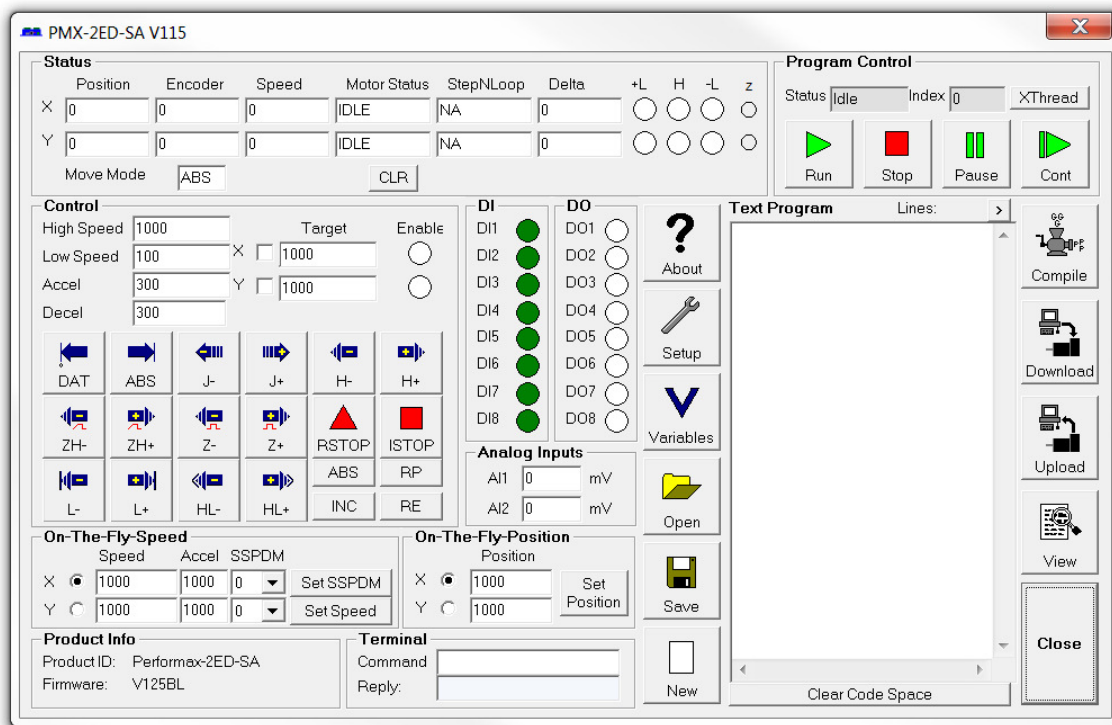 PMX-2ED-SA V115
Status
Position Encoder Speed Motor Status StepNLoop Delta +L H -L z
X 0 0 0 IDLE NA 0
Y 0 0 0 IDLE NA 0
Move Mode ABS CLR
Program Control
Status Idle Index 0 XThread
Run Stop Pause Cont
Control
High Speed 1000
Low Speed 100
Accel 300
Decel 300
Target Enable
X 1000
Y 1000
DAT ABS J- J+ H- H+
ZH- ZH+ Z- Z+ RSTOP ISTOP
L- L+ HL- HL+ ABS RP
INC RE
DI
DI1
DI2
DI3
DI4
DI5
DI6
DI7
DI8
DO
DO1
DO2
DO3
DO4
DO5
DO6
DO7
DO8
Analog Inputs
AI1 0 mV
AI2 0 mV
On-The-Fly-Speed
Speed Accel SSPDM
X 1000 1000 0 Set SSPDM
Y 1000 1000 0 Set Speed
On-The-Fly-Position
Position
X 1000
Y 1000
Set
Position
Product Info
Product ID: Performax-2ED-SA
Firmware: V125BL
Terminal
Command
Reply:
?
About
Setup
Variables
Open
Save
New
Text Program Lines: >
Clear Code Space
Compile
Download
Upload
View
Close